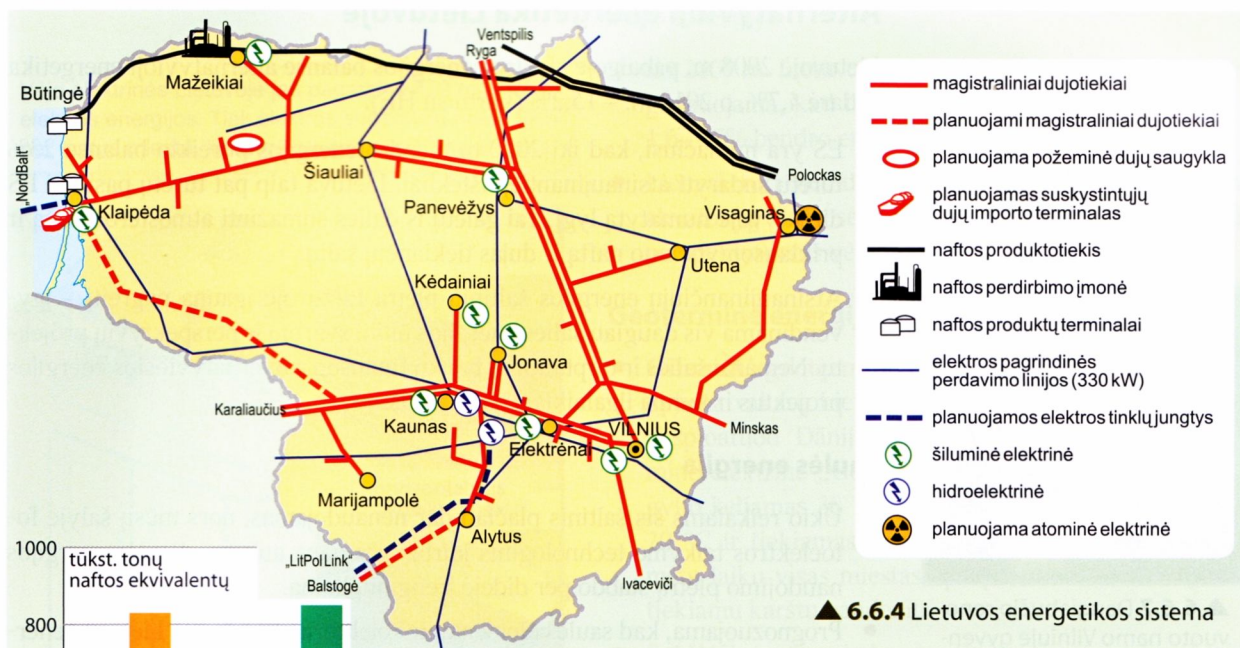 Ventspilis
Ryga
Mažeikiai
Būtingė
„NordBalt“
Šiauliai
Panevėžys
Polockas
Visaginas
Klaipėda
Utena
Kėdainiai
Jonava
Karaliaučius
Kaunas
Elektrėnai
VILNIUS
Minskas
Marijampolė
Alytus
„LitPol Link“
Balstogė
Ivaceviči
magistraliniai dujotiekiai
planuojami magistraliniai dujotiekiai
planuojama požeminė dujų saugykla
planuojamas suskystintųjų
dujų importo terminalas
naftos produktotiekis
naftos perdirbimo įmonė
naftos produktų terminalai
elektros pagrindinės
perdavimo linijos (330 kW)
planuojamos elektros tinklų jungtys
šiluminė elektrinė
hidroelektrinė
planuojama atominė elektrinė
1000
tūkst. tonų
naftos ekvivalentų
800
▲ 6.6.4 Lietuvos energetikos sistema